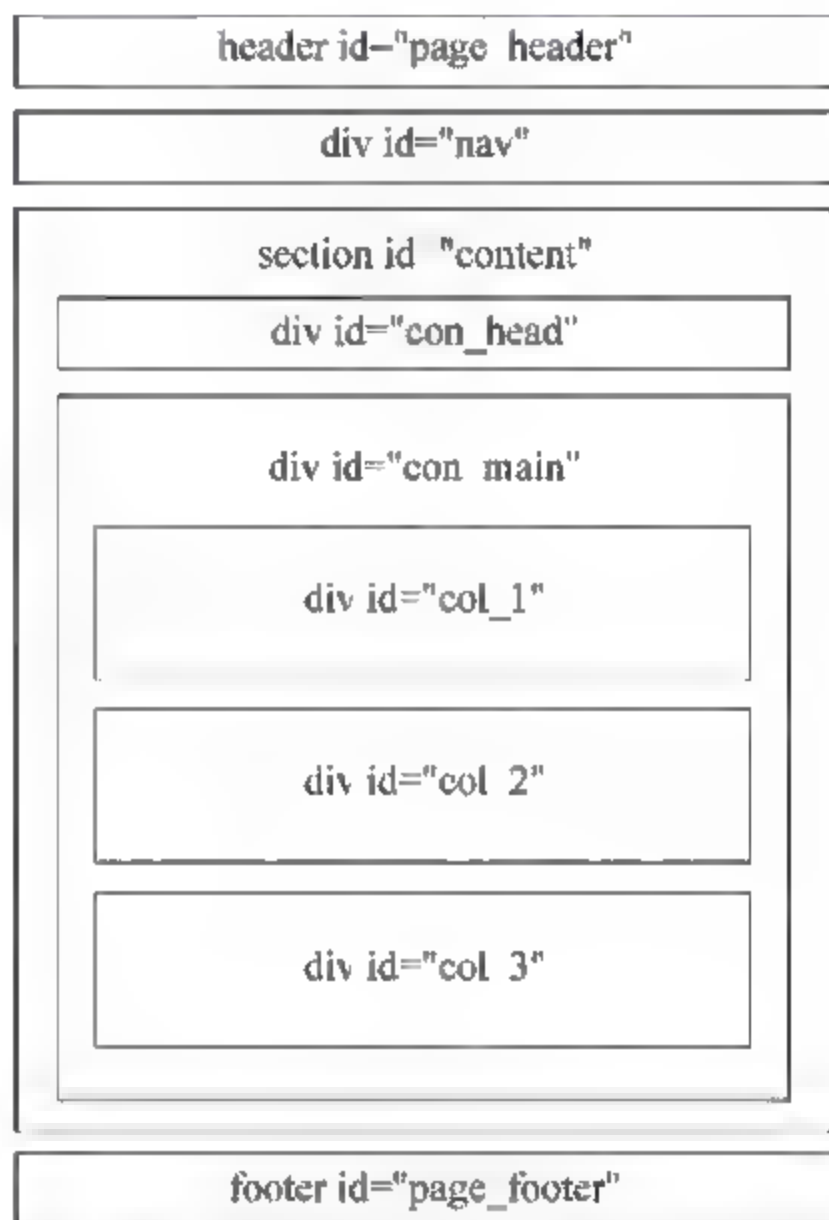 header id="page header"
div id="nav"
section id "content"
div id="con_head"
div id="con main"
div id="col_1"
div id="col 2"
div id="col 3"
footer id="page_footer"